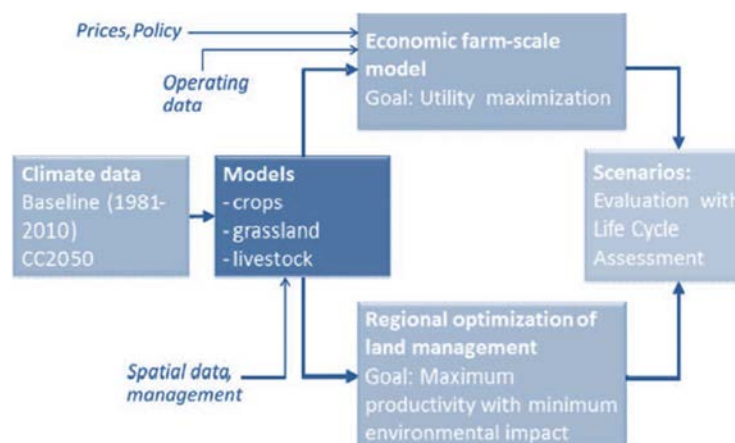 Prices, Policy
Operating
data
Economic farm-scale
model
Goal: Utility maximization
Climate data
Baseline (1981-
2010)
CC2050
Models
- crops
- grassland
- livestock
Scenarios:
Evaluation with
Life Cycle
Assessment
Spatial data,
management
Regional optimization of
land management
Goal: Maximum
productivity with minimum
environmental impact